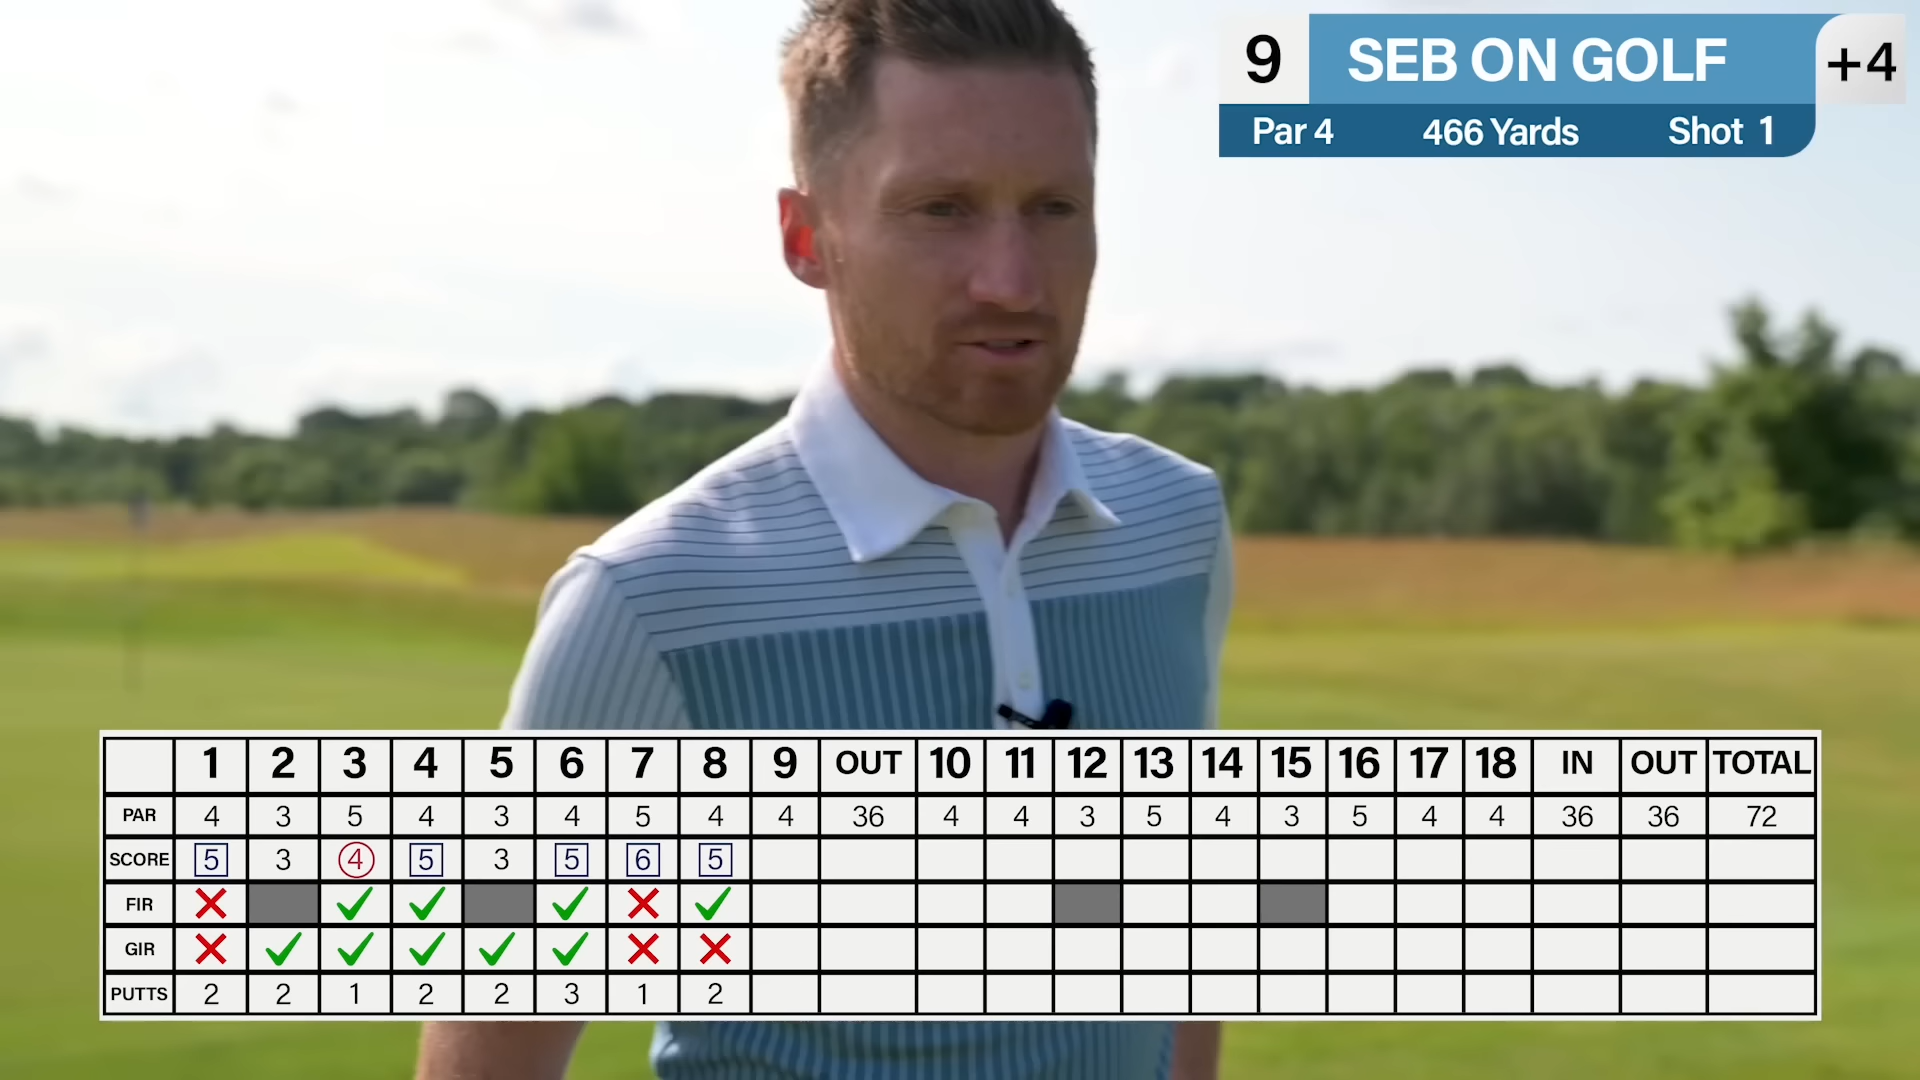 9 SEB ON GOLF +4
Par 4 466 Yards Shot 1
1 2 3 4 5 6 7 8 9 OUT 10 11 12 13 14 15 16 17 18 IN OUT TOTAL
PAR 4 3 5 4 3 4 5 4 4 36 4 4 3 5 4 3 5 4 4 36 36 72
SCORE 5 3 4 5 3 5 6 5
FIR
GIR
PUTTS 2 2 1 2 2 3 1 2